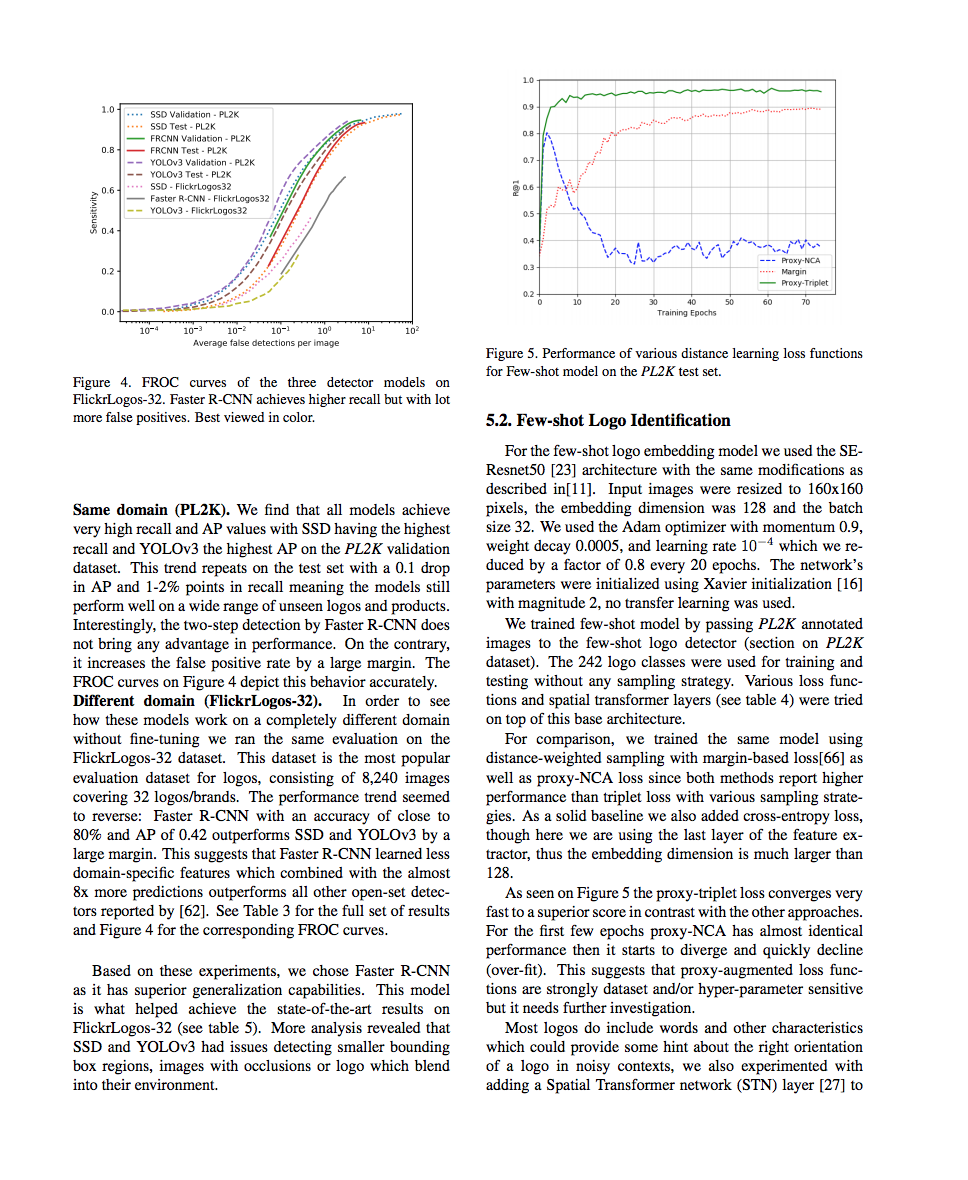 1.0
0.8
0.6
0.4
0.2
0.0
Sensitivity
SSD Validation - PL2K
SSD Test - PL2K
FRCNN Validation - PL2K
FRCNN Test - PL2K
YOLOv3 Validation - PL2K
YOLOv3 Test - PL2K
SSD - FlickrLogos32
Faster R-CNN - FlickrLogos32
YOLOv3 - FlickrLogos32
10⁻⁴ 10⁻³ 10⁻² 10⁻¹ 10⁰ 10¹ 10²
Average false detections per image
Figure 4. FROC curves of the three detector models on
FlickrLogos-32. Faster R-CNN achieves higher recall but with lot
more false positives. Best viewed in color.
Same domain (PL2K). We find that all models achieve
very high recall and AP values with SSD having the highest
recall and YOLOv3 the highest AP on the PL2K validation
dataset. This trend repeats on the test set with a 0.1 drop
in AP and 1-2% points in recall meaning the models still
perform well on a wide range of unseen logos and products.
Interestingly, the two-step detection by Faster R-CNN does
not bring any advantage in performance. On the contrary,
it increases the false positive rate by a large margin. The
FROC curves on Figure 4 depict this behavior accurately.
Different domain (FlickrLogos-32). In order to see
how these models work on a completely different domain
without fine-tuning we ran the same evaluation on the
FlickrLogos-32 dataset. This dataset is the most popular
evaluation dataset for logos, consisting of 8,240 images
covering 32 logos/brands. The performance trend seemed
to reverse: Faster R-CNN with an accuracy of close to
80% and AP of 0.42 outperforms SSD and YOLOv3 by a
large margin. This suggests that Faster R-CNN learned less
domain-specific features which combined with the almost
8x more predictions outperforms all other open-set detec-
tors reported by [62]. See Table 3 for the full set of results
and Figure 4 for the corresponding FROC curves.
Based on these experiments, we chose Faster R-CNN
as it has superior generalization capabilities. This model
is what helped achieve the state-of-the-art results on
FlickrLogos-32 (see table 5). More analysis revealed that
SSD and YOLOv3 had issues detecting smaller bounding
box regions, images with occlusions or logo which blend
into their environment.
1.0
0.9
0.8
0.7
0.6
0.5
0.4
0.3
0.2
R@1
Proxy-NCA
Margin
Proxy-Triplet
0 10 20 30 40 50 60 70
Training Epochs
Figure 5. Performance of various distance learning loss functions
for Few-shot model on the PL2K test set.
5.2. Few-shot Logo Identification
For the few-shot logo embedding model we used the SE-
Resnet50 [23] architecture with the same modifications as
described in[11]. Input images were resized to 160x160
pixels, the embedding dimension was 128 and the batch
size 32. We used the Adam optimizer with momentum 0.9,
weight decay 0.0005, and learning rate 10⁻⁴ which we re-
duced by a factor of 0.8 every 20 epochs. The network's
parameters were initialized using Xavier initialization [16]
with magnitude 2, no transfer learning was used.
We trained few-shot model by passing PL2K annotated
images to the few-shot logo detector (section on PL2K
dataset). The 242 logo classes were used for training and
testing without any sampling strategy. Various loss func-
tions and spatial transformer layers (see table 4) were tried
on top of this base architecture.
For comparison, we trained the same model using
distance-weighted sampling with margin-based loss[66] as
well as proxy-NCA loss since both methods report higher
performance than triplet loss with various sampling strate-
gies. As a solid baseline we also added cross-entropy loss,
though here we are using the last layer of the feature ex-
tractor, thus the embedding dimension is much larger than
128.
As seen on Figure 5 the proxy-triplet loss converges very
fast to a superior score in contrast with the other approaches.
For the first few epochs proxy-NCA has almost identical
performance then it starts to diverge and quickly decline
(over-fit). This suggests that proxy-augmented loss func-
tions are strongly dataset and/or hyper-parameter sensitive
but it needs further investigation.
Most logos do include words and other characteristics
which could provide some hint about the right orientation
of a logo in noisy contexts, we also experimented with
adding a Spatial Transformer network (STN) layer [27] to